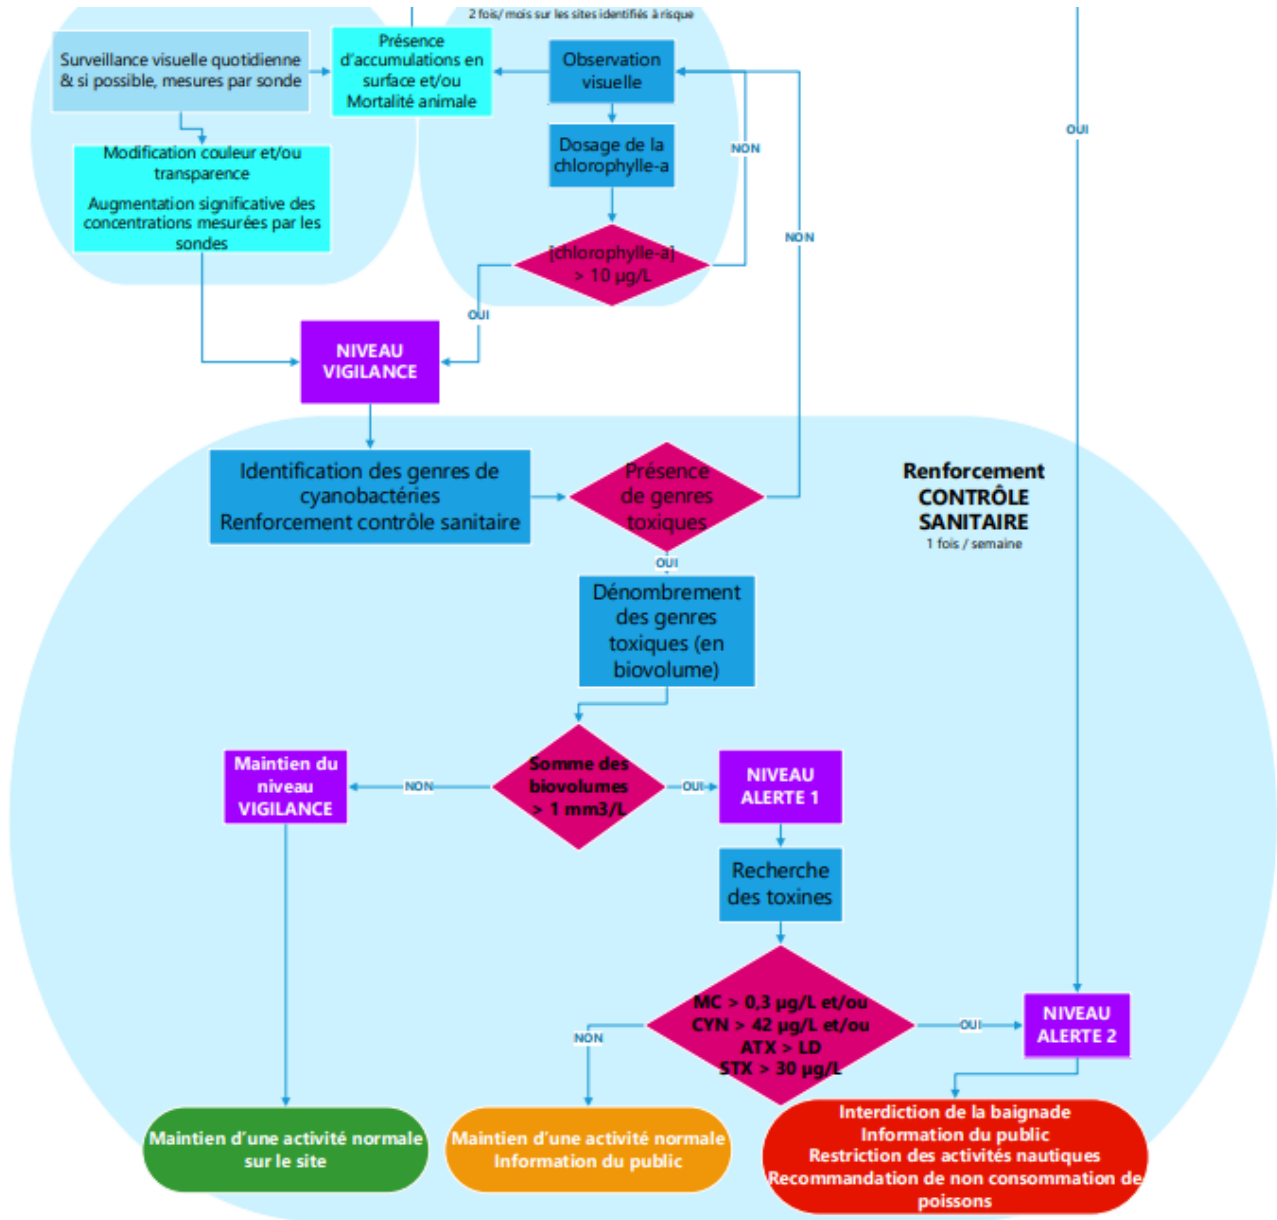 2 fois/ mois sur les sites identifiés à risque
Surveillance visuelle quotidienne
& si possible, mesures par sonde
Présence
d'accumulations en
surface et/ou
Mortalité animale
Observation
visuelle
Modification couleur et/ou
transparence
Augmentation significative des
concentrations mesurées par les
sondes
Dosage de la
chlorophylle-a
NON
OUI
NON
[chlorophylle-a]
> 10 µg/L
OUI
NIVEAU
VIGILANCE
Identification des genres de
cyanobactéries
Renforcement contrôle sanitaire
Présence
de genres
toxiques
Renforcement
CONTRÔLE
SANITAIRE
1 fois / semaine
OUI
Dénombrement
des genres
toxiques (en
biovolume)
Maintien du
niveau
VIGILANCE
NON
Somme des
biovolumes
> 1 mm3/L
OUI
NIVEAU
ALERTE 1
Recherche
des toxines
MC > 0,3 µg/L et/ou
CYN > 42 µg/L et/ou
ATX > LD
STX > 30 µg/L
NON
OUI
NIVEAU
ALERTE 2
Maintien d'une activité normale
sur le site
Maintien d'une activité normale
Information du public
Interdiction de la baignade
Information du public
Restriction des activités nautiques
Recommandation de non consommation de
poissons